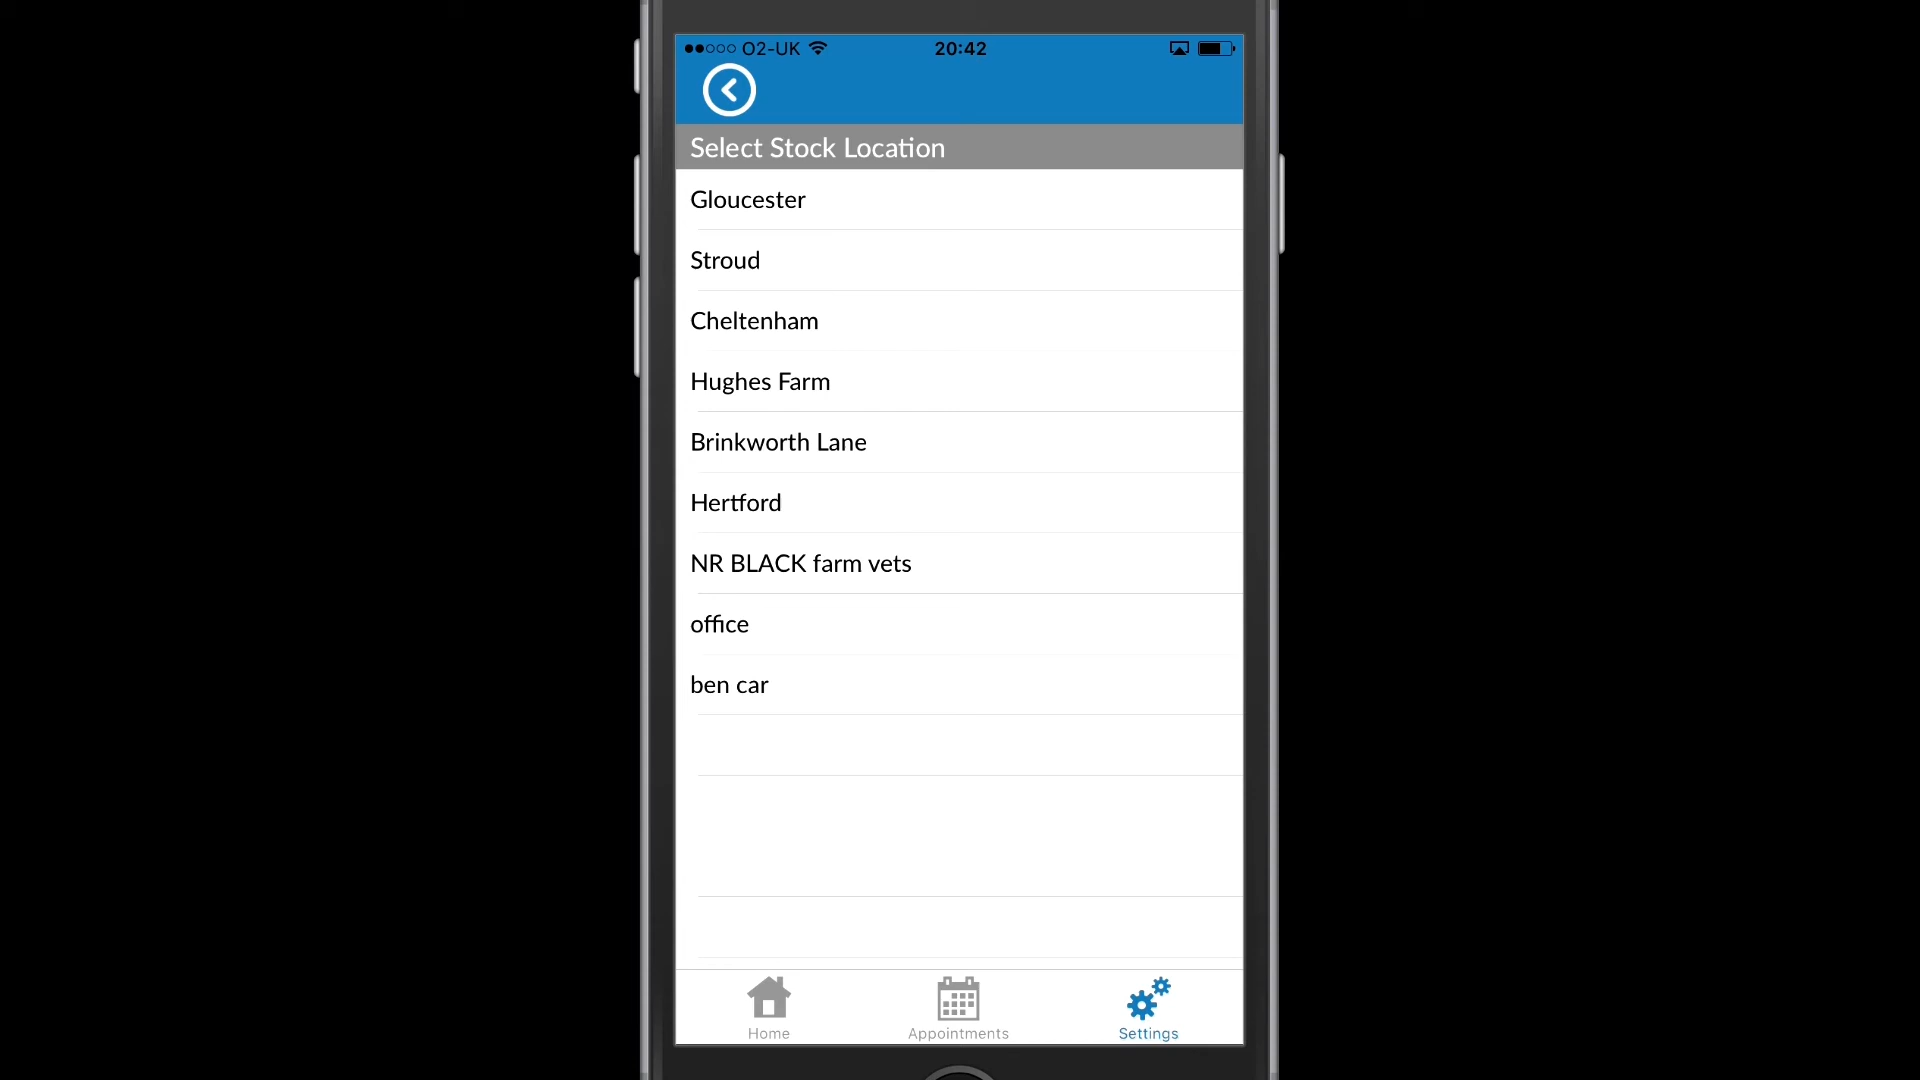 O2-UK 20:42
Select Stock Location
Gloucester
Stroud
Cheltenham
Hughes Farm
Brinkworth Lane
Hertford
NR BLACK farm vets
office
ben car
Home Appointments Settings